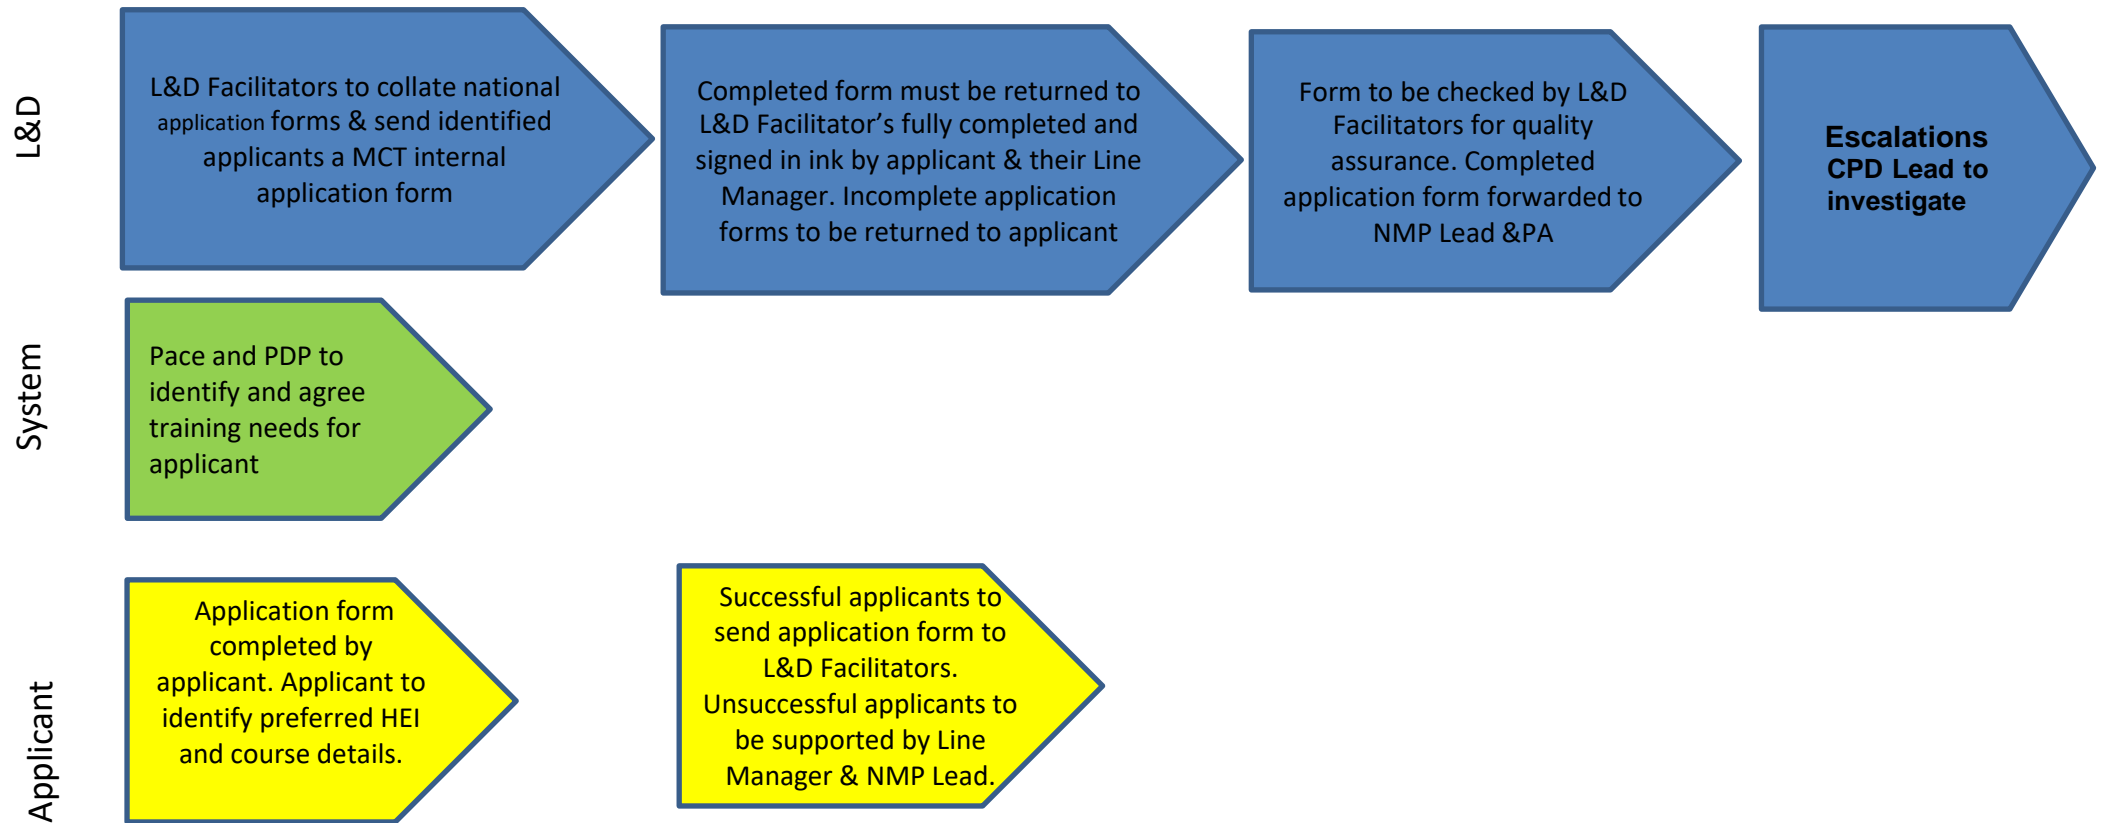 L&D
L&D Facilitators to collate national
application forms & send identified
applicants a MCT internal
application form
Completed form must be returned to
L&D Facilitator’s fully completed and
signed in ink by applicant & their Line
Manager. Incomplete application
forms to be returned to applicant
Form to be checked by L&D
Facilitators for quality
assurance. Completed
application form forwarded to
NMP Lead &PA
Escalations
CPD Lead to
investigate
System
Pace and PDP to
identify and agree
training needs for
applicant
Applicant
Application form
completed by
applicant. Applicant to
identify preferred HEI
and course details.
Successful applicants to
send application form to
L&D Facilitators.
Unsuccessful applicants to
be supported by Line
Manager & NMP Lead.